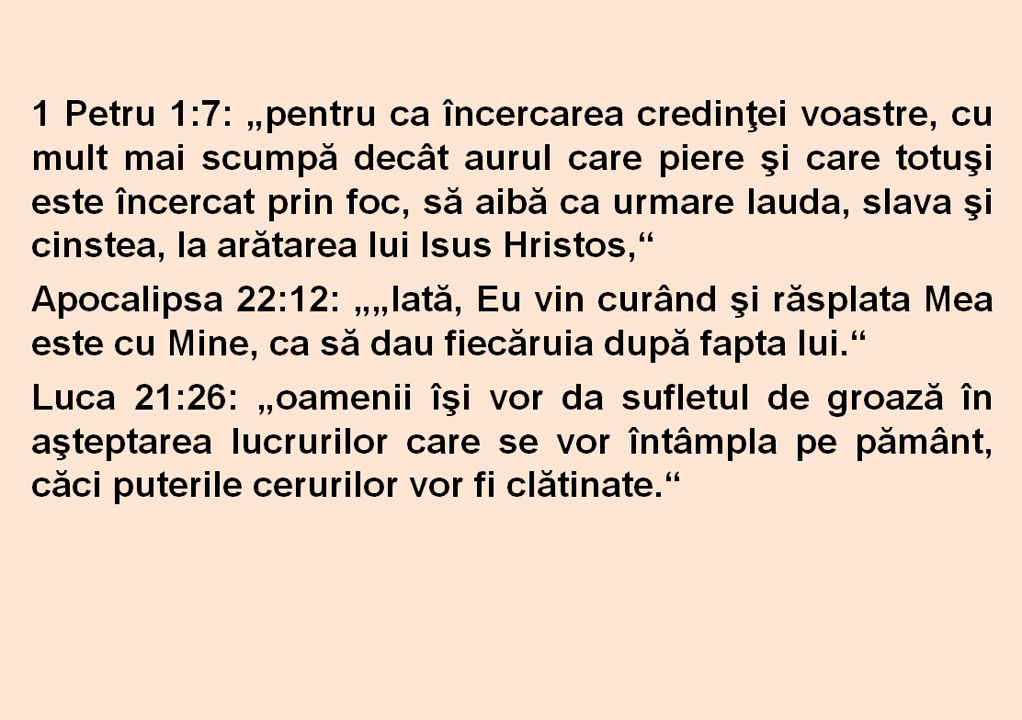 1 Petru 1:7: „pentru ca încercarea credinţei voastre, cu
mult mai scumpă decât aurul care piere şi care totuşi
este încercat prin foc, să aibă ca urmare lauda, slava şi
cinstea, la arătarea lui Isus Hristos,“
Apocalipsa 22:12: „„Iată, Eu vin curând şi răsplata Mea
este cu Mine, ca să dau fiecăruia după fapta lui.“
Luca 21:26: „oamenii îşi vor da sufletul de groază în
aşteptarea lucrurilor care se vor întâmpla pe pământ,
căci puterile cerurilor vor fi clătinate.“